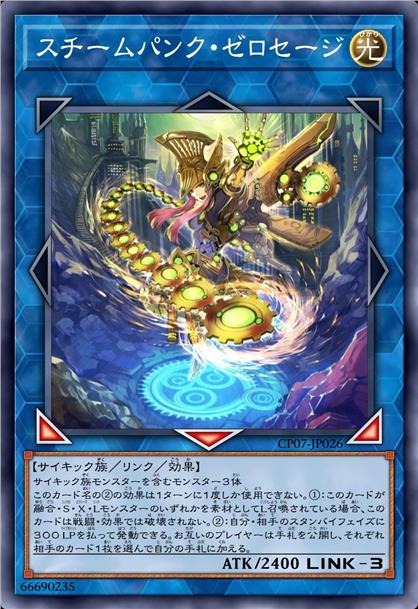 スチームパンク・ゼロセージ
光
CP07-JP026
【サイキック族／リンク／効果】
サイキック族モンスターを含むモンスター3体
このカード名の②の効果は1ターンに1度しか使用できない。①:このカードが
融合・S・X・Lモンスターのいずれかを素材としてL召喚されている場合、この
カードは戦闘・効果では破壊されない。②:自分・相手のスタンバイフェイズに
300LPを払って発動できる。お互いのプレイヤーは手札を公開し、それぞれ
相手のカード1枚を選んで自分の手札に加える。
ATK/2400 LINK-3
66690235